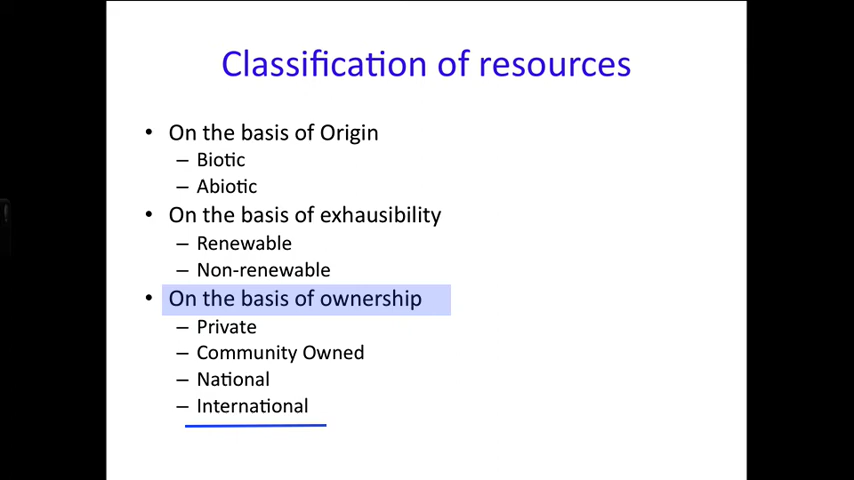 Classification of resources
• On the basis of Origin
– Biotic
– Abiotic
• On the basis of exhausibility
– Renewable
– Non-renewable
• On the basis of ownership
– Private
– Community Owned
– National
– International